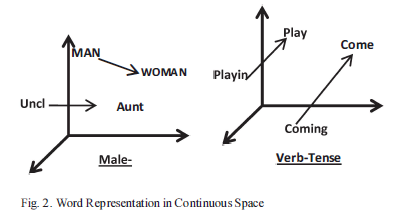 MAN
WOMAN
Uncl
Aunt
Male-
Play
Come
Playin
Coming
Verb-Tense
Fig. 2. Word Representation in Continuous Space